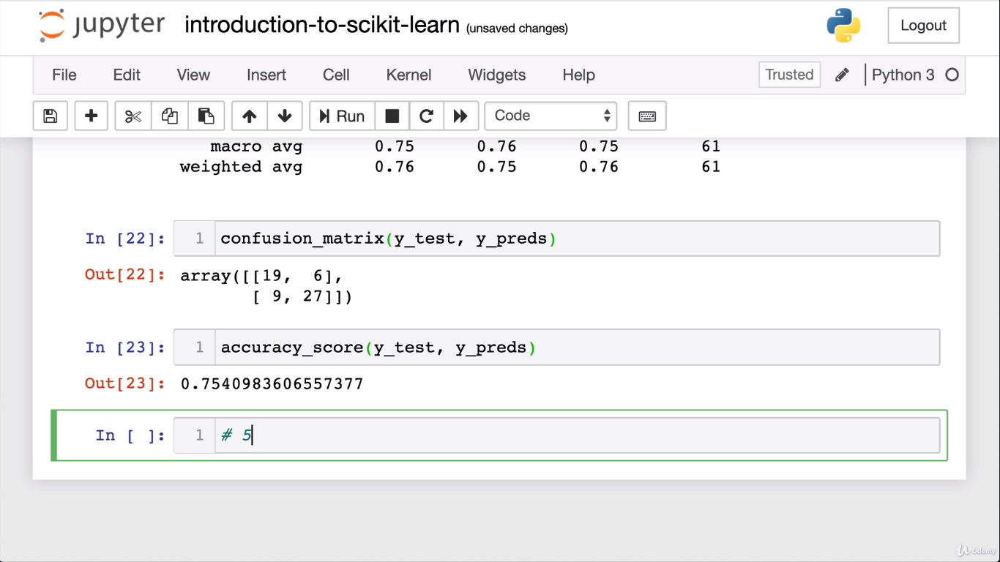 jupyter introduction-to-scikit-learn (unsaved changes) Logout
File Edit View Insert Cell Kernel Widgets Help Trusted Python 3
Run Code
macro avg 0.75 0.76 0.75 61
weighted avg 0.76 0.75 0.76 61
In [22]: 1 confusion_matrix(y_test, y_preds)
Out[22]: array([[19, 6],
[ 9, 27]])
In [23]: 1 accuracy_score(y_test, y_preds)
Out[23]: 0.7540983606557377
In [ ]: 1 # 5
Udemy